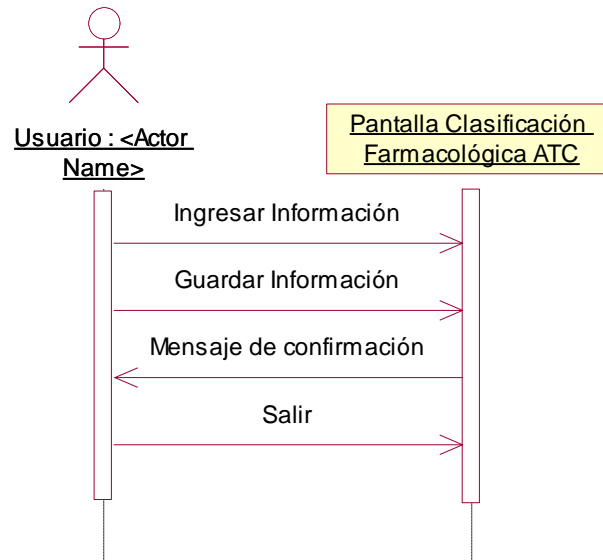 Usuario : <Actor
Name>
Pantalla Clasificación
Farmacológica ATC
Ingresar Información
Guardar Información
Mensaje de confirmación
Salir